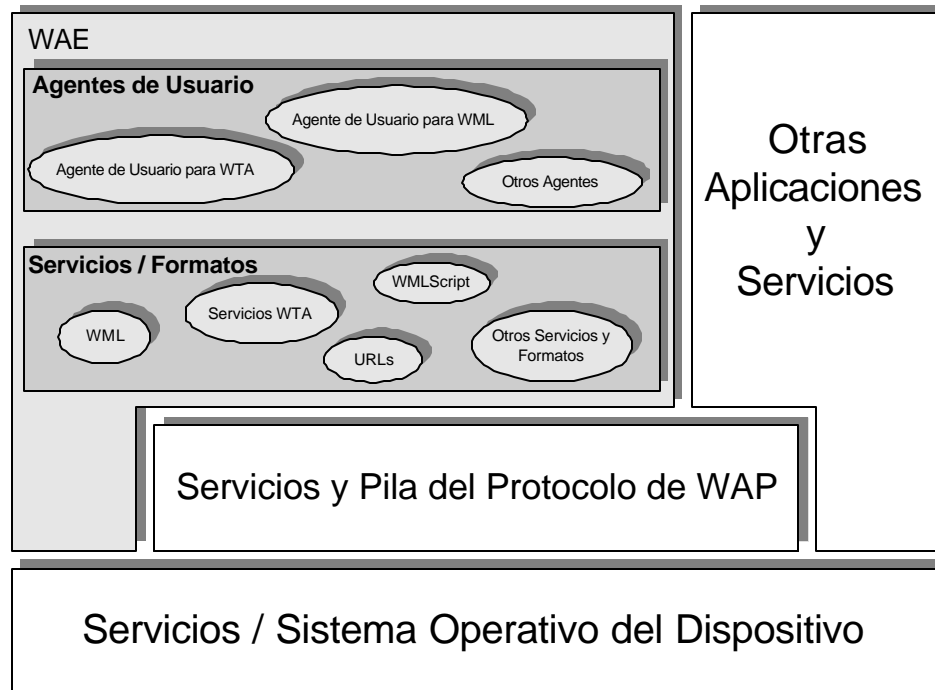 WAE
Agentes de Usuario
Agente de Usuario para WML
Agente de Usuario para WTA
Otros Agentes
Servicios / Formatos
WMLScript
Servicios WTA
WML
Otros Servicios y
Formatos
URLs
Otras
Aplicaciones
y
Servicios
Servicios y Pila del Protocolo de WAP
Servicios / Sistema Operativo del Dispositivo